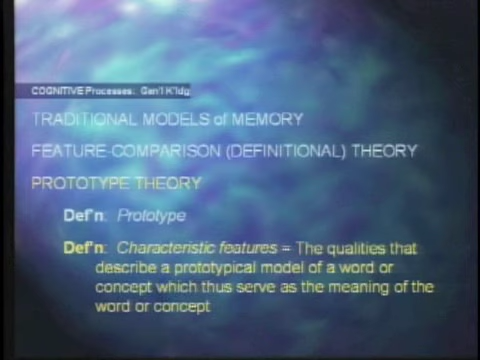 COGNITIVE Processes: Gen'l K'ldg
TRADITIONAL MODELS of MEMORY
FEATURE-COMPARISON (DEFINITIONAL) THEORY
PROTOTYPE THEORY
Def'n: Prototype
Def'n: Characteristic features = The qualities that
describe a prototypical model of a word or
concept which thus serve as the meaning of the
word or concept